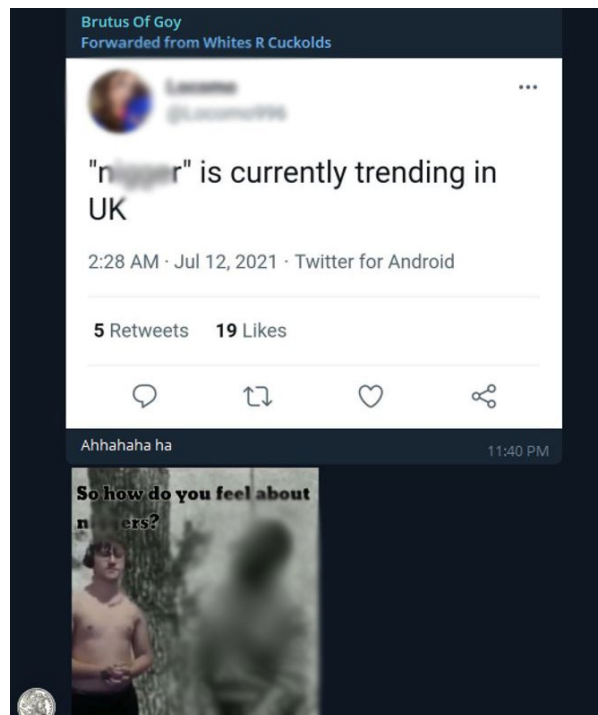 Brutus Of Goy
Forwarded from Whites R Cuckolds
"n r" is currently trending in
UK
2:28 AM · Jul 12, 2021 · Twitter for Android
5 Retweets 19 Likes
Ahhahaha ha
11:40 PM
So how do you feel about
n ers?